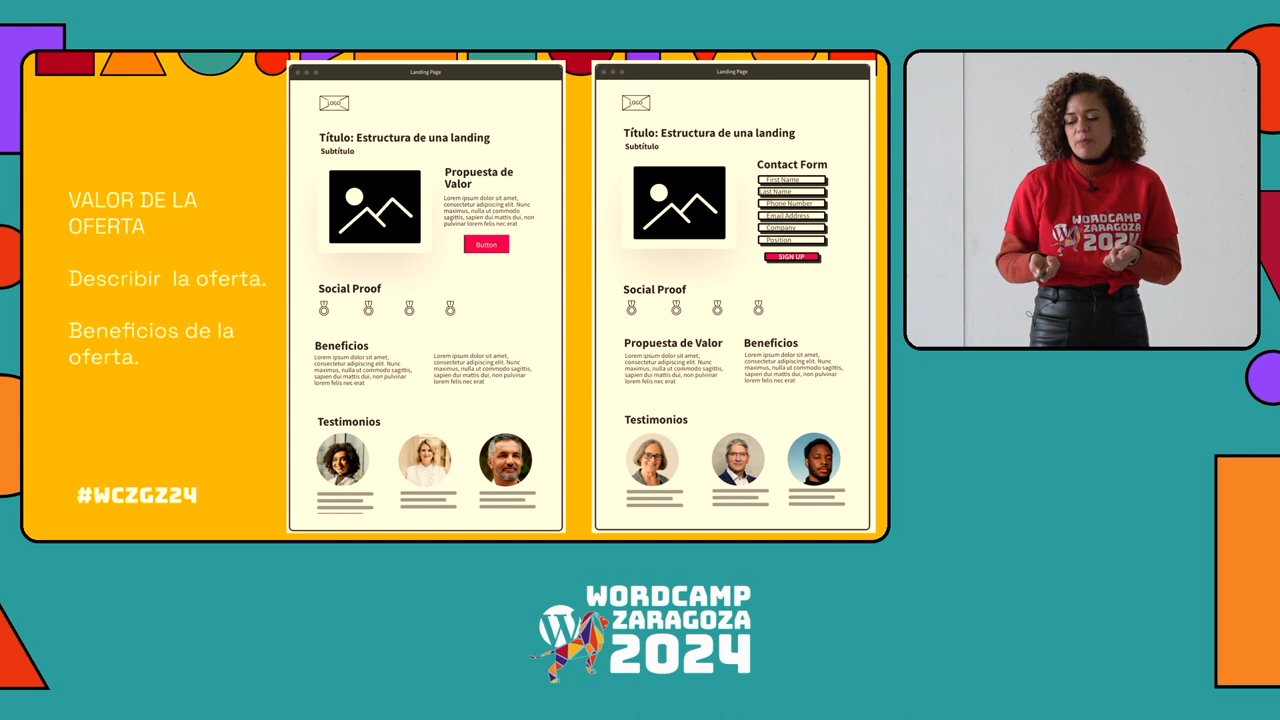 VALOR DE LA
OFERTA
Describir la oferta.
Beneficios de la
oferta.
#WCZGZ24
Landing Page
LOGO
Título: Estructura de una landing
Subtítulo
Propuesta de
Valor
Lorem ipsum dolor sit amet,
consectetur adipiscing elit. Nunc
maximus, nulla ut commodo
sagittis, sapien dui mattis dui, non
pulvinar lorem felis nec erat
Button
Social Proof
Beneficios
Lorem ipsum dolor sit amet,
consectetur adipiscing elit. Nunc
maximus, nulla ut commodo sagittis,
sapien dui mattis dui, non pulvinar
lorem felis nec erat
Lorem ipsum dolor sit amet,
consectetur adipiscing elit. Nunc
maximus, nulla ut commodo sagittis,
sapien dui mattis dui, non pulvinar
lorem felis nec erat
Testimonios
Landing Page
LOGO
Título: Estructura de una landing
Subtítulo
Contact Form
First Name
Last Name
Phone Number
Email Address
Company
Position
SIGN UP
Social Proof
Propuesta de Valor
Lorem ipsum dolor sit amet,
consectetur adipiscing elit. Nunc
maximus, nulla ut commodo sagittis,
sapien dui mattis dui, non pulvinar
lorem felis nec erat
Beneficios
Lorem ipsum dolor sit amet,
consectetur adipiscing elit. Nunc
maximus, nulla ut commodo sagittis,
sapien dui mattis dui, non pulvinar
lorem felis nec erat
Testimonios
WORDCAMP
ZARAGOZA
2024
WORDCAMP
ZARAGOZA
2024